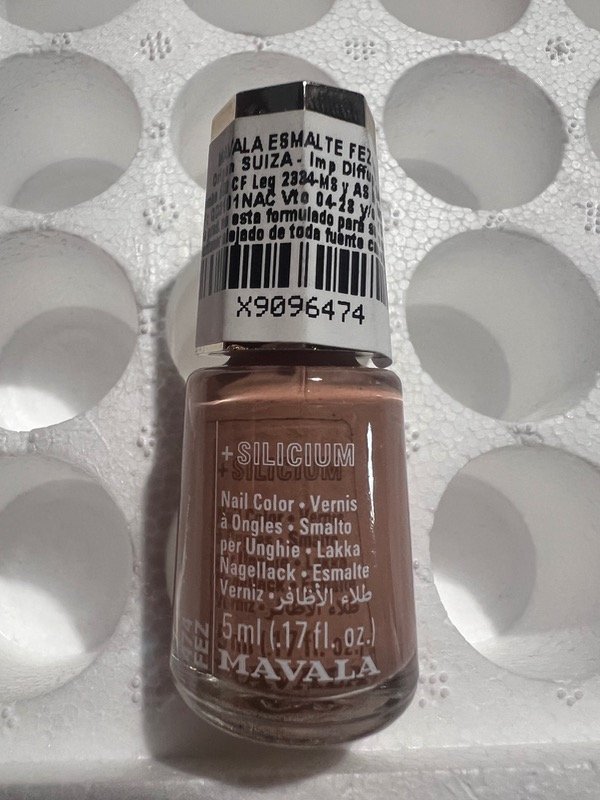 MAVALA ESMALTE FEZ
SUIZA - Imp Diffu
CF Leg 2334-MS y AS
01NAC Vto 04-28 y/o
esta formulado para
lejado de toda fuente
X9096474
+SILICIUM
Nail Color • Vernis
à Ongles • Smalto
per Unghie • Lakka
Nagellack • Esmalte
Verniz • طلاء الأظافر
5 ml (.17 fl. oz.)
MAVALA
474
FEZ